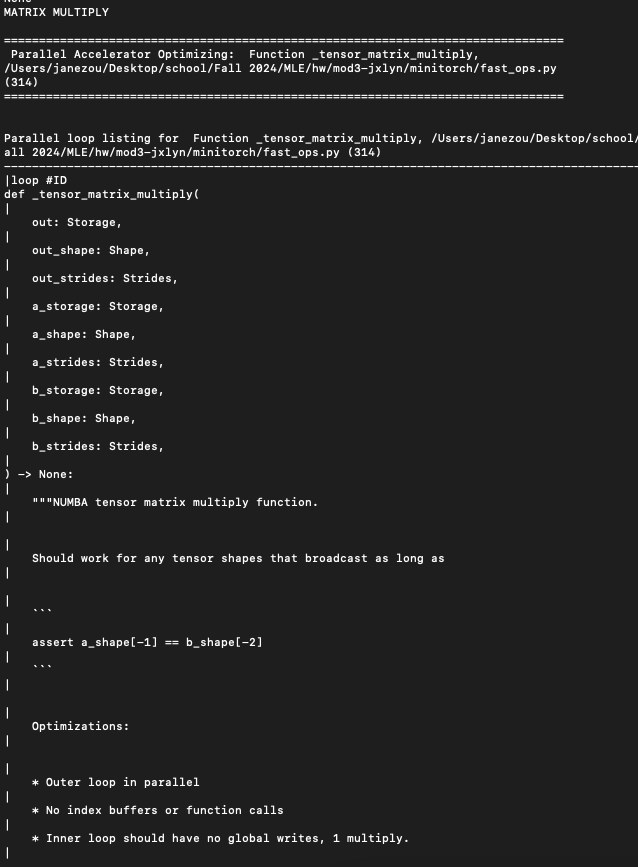 None
MATRIX MULTIPLY
================================================================================
 Parallel Accelerator Optimizing:  Function _tensor_matrix_multiply,
/Users/janezou/Desktop/school/Fall 2024/MLE/hw/mod3-jxlyn/minitorch/fast_ops.py
(314)
================================================================================
Parallel loop listing for  Function _tensor_matrix_multiply, /Users/janezou/Desktop/school/
all 2024/MLE/hw/mod3-jxlyn/minitorch/fast_ops.py (314)
------------------------------------------------------------------------------------------
|loop #ID
def _tensor_matrix_multiply(
|
    out: Storage,
|
    out_shape: Shape,
|
    out_strides: Strides,
|
    a_storage: Storage,
|
    a_shape: Shape,
|
    a_strides: Strides,
|
    b_storage: Storage,
|
    b_shape: Shape,
|
    b_strides: Strides,
|
) -> None:
|
    """NUMBA tensor matrix multiply function.
|
|
    Should work for any tensor shapes that broadcast as long as
|
|
    ```
|
    assert a_shape[-1] == b_shape[-2]
|
    ```
|
|
    Optimizations:
|
|
    * Outer loop in parallel
|
    * No index buffers or function calls
|
    * Inner loop should have no global writes, 1 multiply.
|